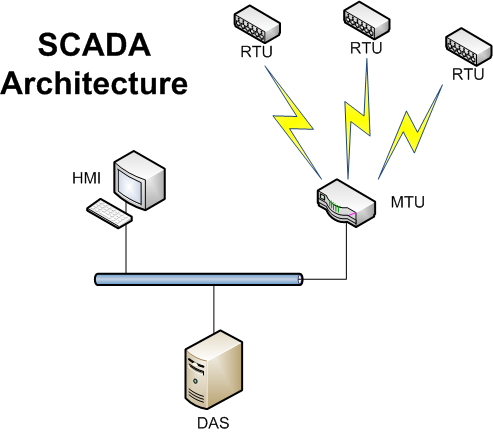 SCADA
Architecture
RTU
RTU
RTU
HMI
MTU
DAS